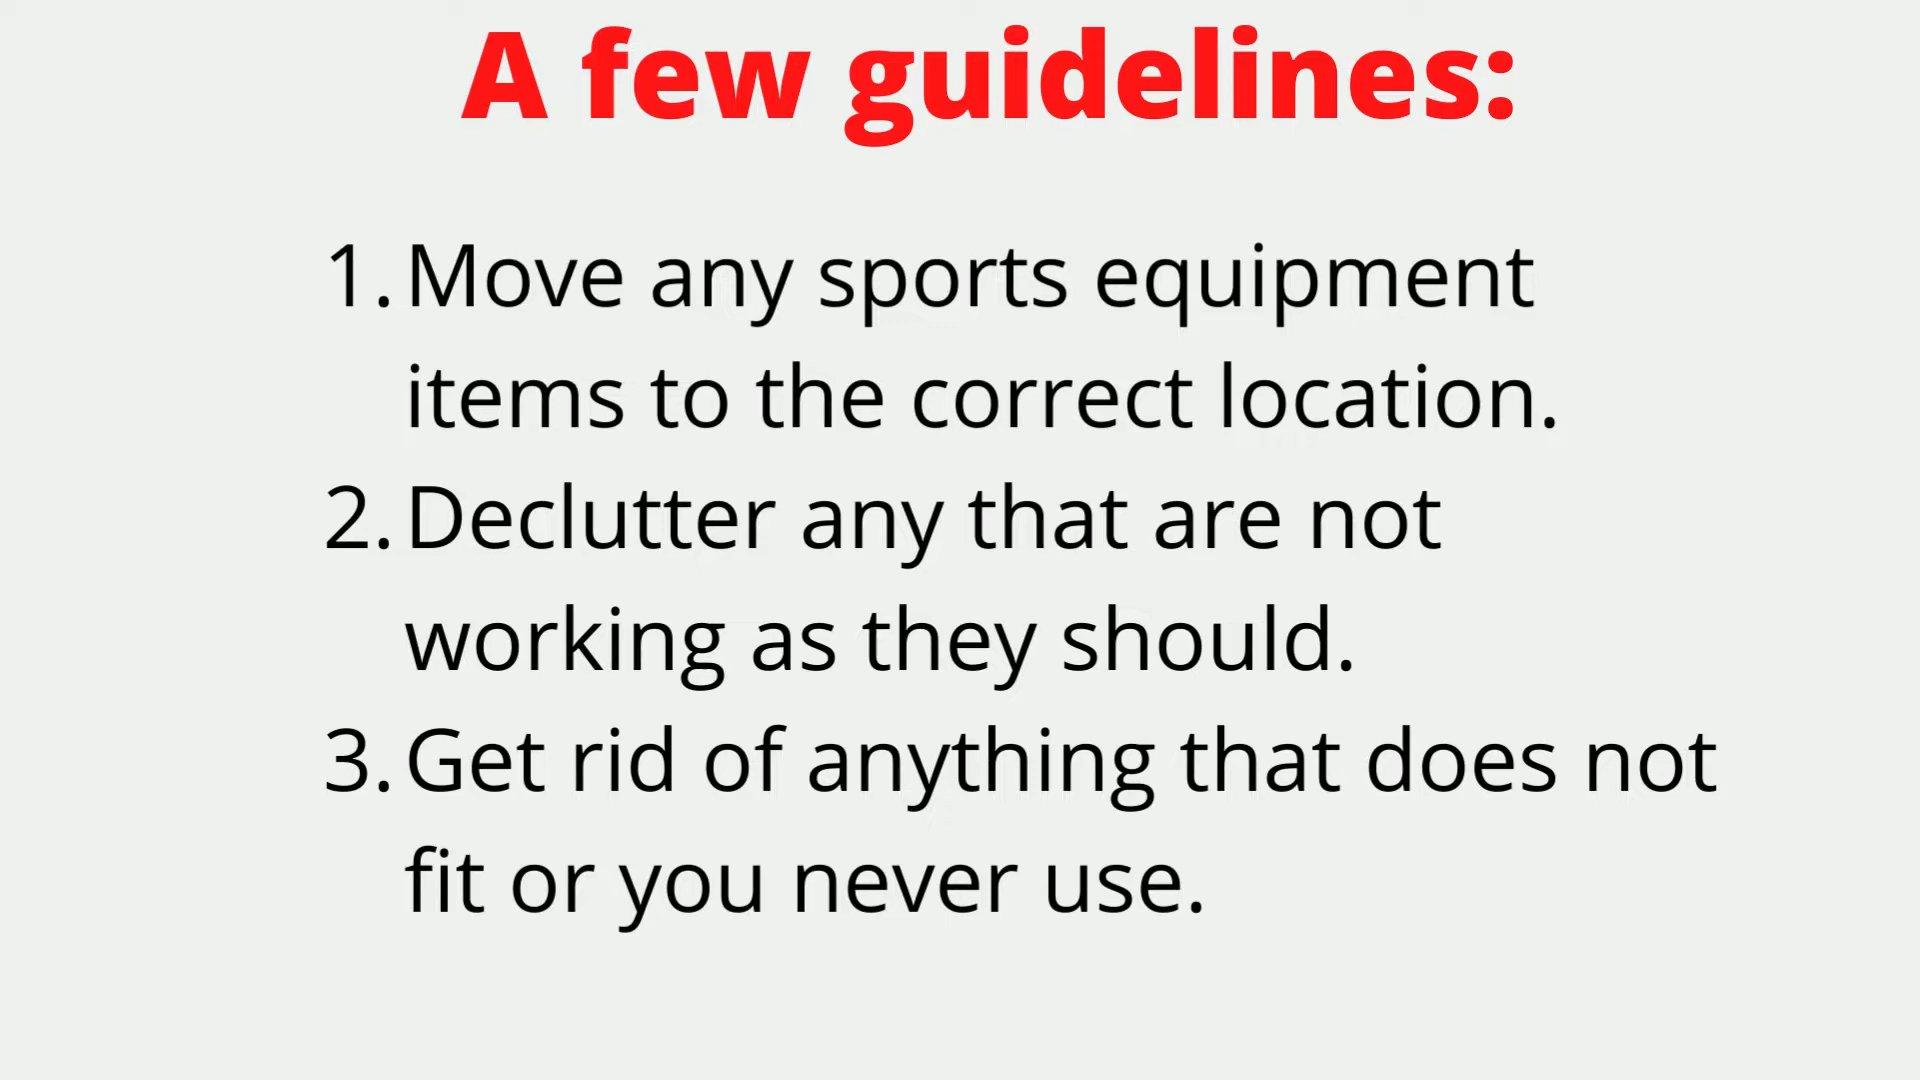 A few guidelines:
1. Move any sports equipment
items to the correct location.
2. Declutter any that are not
working as they should.
3. Get rid of anything that does not
fit or you never use.